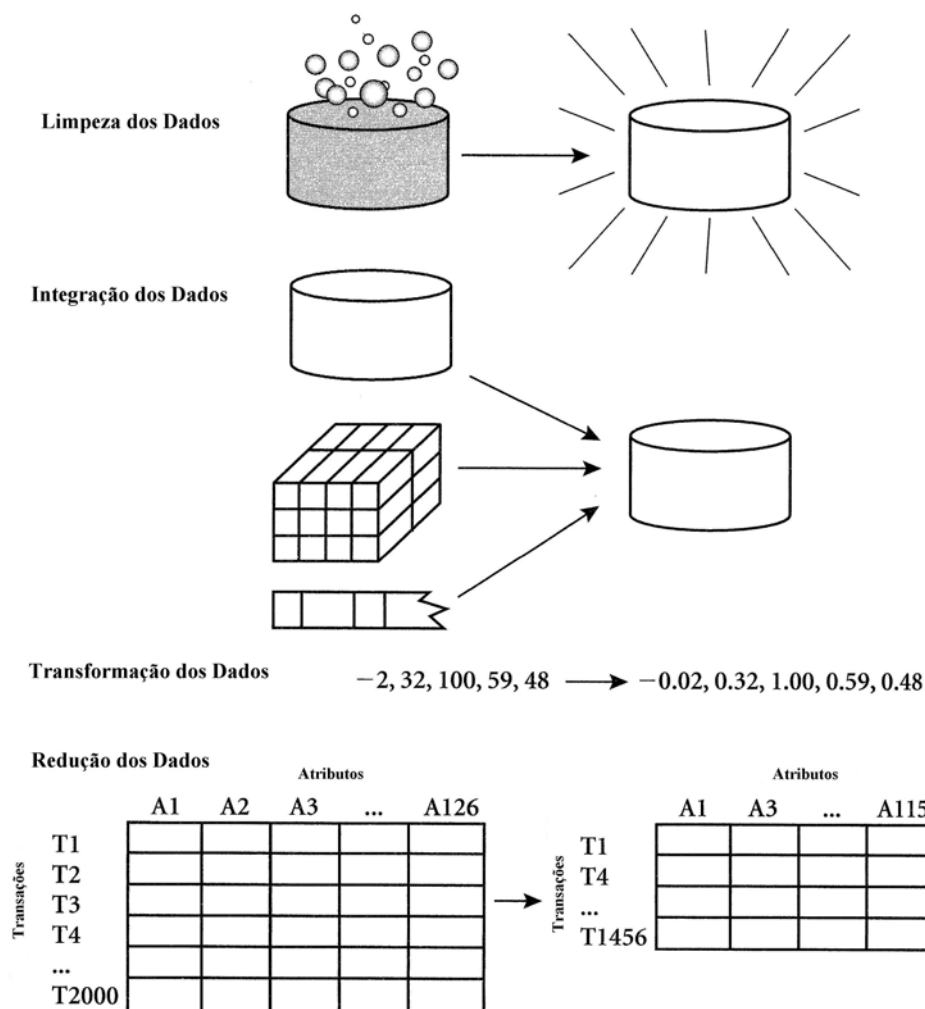 Limpeza dos Dados
Integração dos Dados
Transformação dos Dados
−2, 32, 100, 59, 48
−0.02, 0.32, 1.00, 0.59, 0.48
Redução dos Dados
Atributos
A1 A2 A3 ... A126
Transações
T1
T2
T3
T4
...
T2000
Atributos
A1 A3 ... A115
Transações
T1
T4
...
T1456